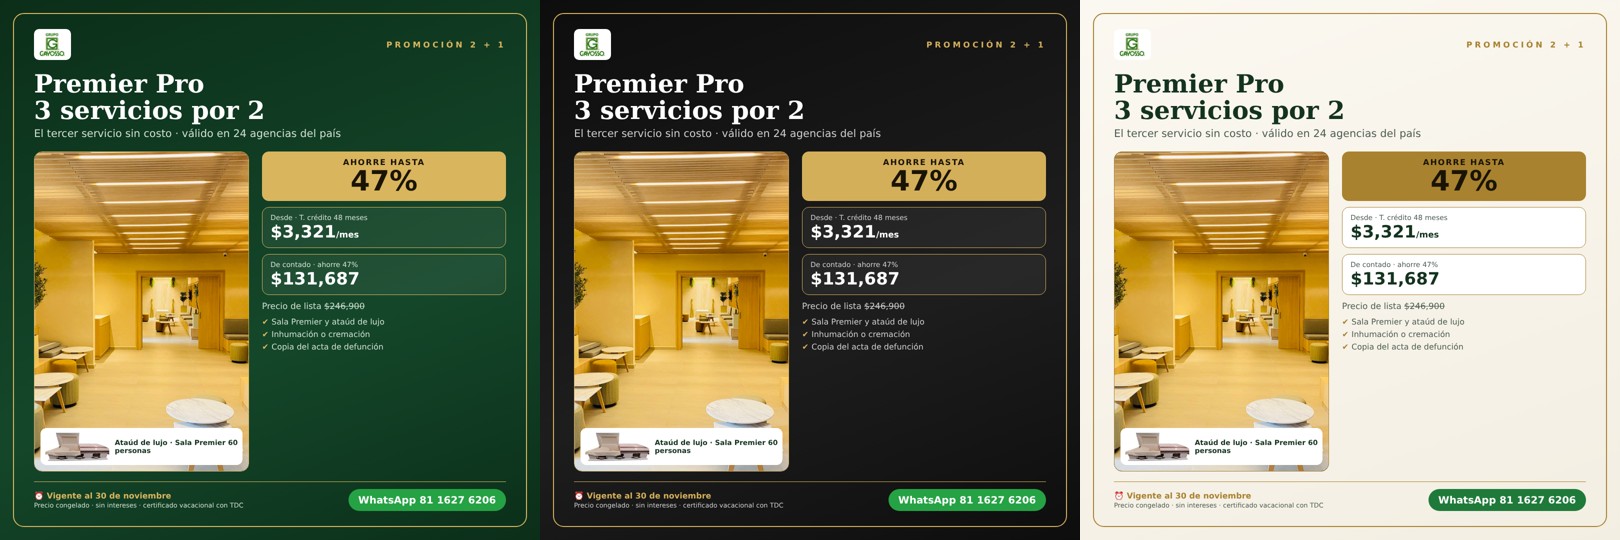 GRUPO
GAYOSSO
PROMOCIÓN 2 + 1
Premier Pro
3 servicios por 2
El tercer servicio sin costo · válido en 24 agencias del país
AHORRE HASTA
47%
Desde · T. crédito 48 meses
$3,321/mes
De contado · ahorre 47%
$131,687
Precio de lista $246,900
✔ Sala Premier y ataúd de lujo
✔ Inhumación o cremación
✔ Copia del acta de defunción
Ataúd de lujo · Sala Premier 60
personas
⏰ Vigente al 30 de noviembre
Precio congelado · sin intereses · certificado vacacional con TDC
WhatsApp 81 1627 6206
GRUPO
GAYOSSO
PROMOCIÓN 2 + 1
Premier Pro
3 servicios por 2
El tercer servicio sin costo · válido en 24 agencias del país
AHORRE HASTA
47%
Desde · T. crédito 48 meses
$3,321/mes
De contado · ahorre 47%
$131,687
Precio de lista $246,900
✔ Sala Premier y ataúd de lujo
✔ Inhumación o cremación
✔ Copia del acta de defunción
Ataúd de lujo · Sala Premier 60
personas
⏰ Vigente al 30 de noviembre
Precio congelado · sin intereses · certificado vacacional con TDC
WhatsApp 81 1627 6206
GRUPO
GAYOSSO
PROMOCIÓN 2 + 1
Premier Pro
3 servicios por 2
El tercer servicio sin costo · válido en 24 agencias del país
AHORRE HASTA
47%
Desde · T. crédito 48 meses
$3,321/mes
De contado · ahorre 47%
$131,687
Precio de lista $246,900
✔ Sala Premier y ataúd de lujo
✔ Inhumación o cremación
✔ Copia del acta de defunción
Ataúd de lujo · Sala Premier 60
personas
⏰ Vigente al 30 de noviembre
Precio congelado · sin intereses · certificado vacacional con TDC
WhatsApp 81 1627 6206